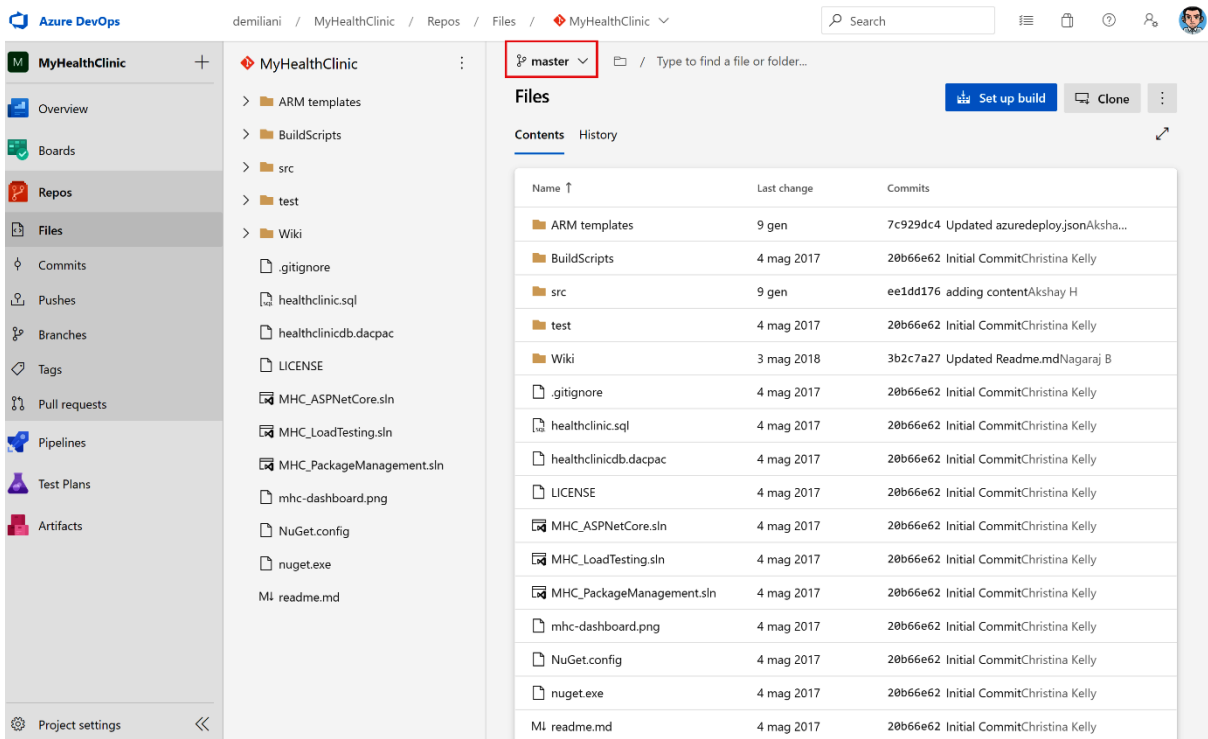 Azure DevOps
demiliani / MyHealthClinic / Repos / Files / MyHealthClinic
Search
M MyHealthClinic
Overview
Boards
Repos
Files
Commits
Pushes
Branches
Tags
Pull requests
Pipelines
Test Plans
Artifacts
Project settings
MyHealthClinic
ARM templates
BuildScripts
src
test
Wiki
.gitignore
healthclinic.sql
healthclinicdb.dacpac
LICENSE
MHC_ASPNetCore.sln
MHC_LoadTesting.sln
MHC_PackageManagement.sln
mhc-dashboard.png
NuGet.config
nuget.exe
M↓ readme.md
master / Type to find a file or folder...
Files
Set up build
Clone
Contents History
Name ↑ Last change Commits
ARM templates 9 gen 7c929dc4 Updated azuredeploy.jsonAksha...
BuildScripts 4 mag 2017 20b66e62 Initial CommitChristina Kelly
src 9 gen ee1dd176 adding contentAkshay H
test 4 mag 2017 20b66e62 Initial CommitChristina Kelly
Wiki 3 mag 2018 3b2c7a27 Updated Readme.mdNagaraj B
.gitignore 4 mag 2017 20b66e62 Initial CommitChristina Kelly
healthclinic.sql 4 mag 2017 20b66e62 Initial CommitChristina Kelly
healthclinicdb.dacpac 4 mag 2017 20b66e62 Initial CommitChristina Kelly
LICENSE 4 mag 2017 20b66e62 Initial CommitChristina Kelly
MHC_ASPNetCore.sln 4 mag 2017 20b66e62 Initial CommitChristina Kelly
MHC_LoadTesting.sln 4 mag 2017 20b66e62 Initial CommitChristina Kelly
MHC_PackageManagement.sln 4 mag 2017 20b66e62 Initial CommitChristina Kelly
mhc-dashboard.png 4 mag 2017 20b66e62 Initial CommitChristina Kelly
NuGet.config 4 mag 2017 20b66e62 Initial CommitChristina Kelly
nuget.exe 4 mag 2017 20b66e62 Initial CommitChristina Kelly
M↓ readme.md 4 mag 2017 20b66e62 Initial CommitChristina Kelly